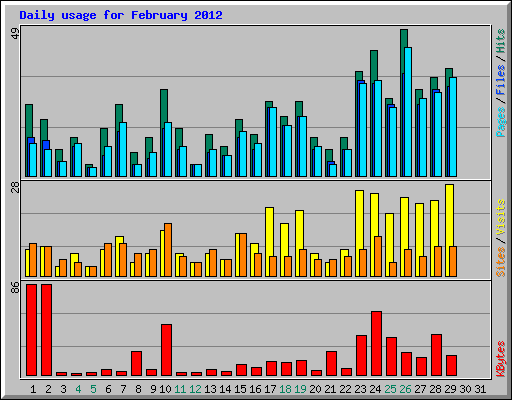 Daily usage for February 2012
49
Pages / Files / Hits
28
Sites / Visits
86
KBytes
1 2 3 4 5 6 7 8 9 10 11 12 13 14 15 16 17 18 19 20 21 22 23 24 25 26 27 28 29 30 31